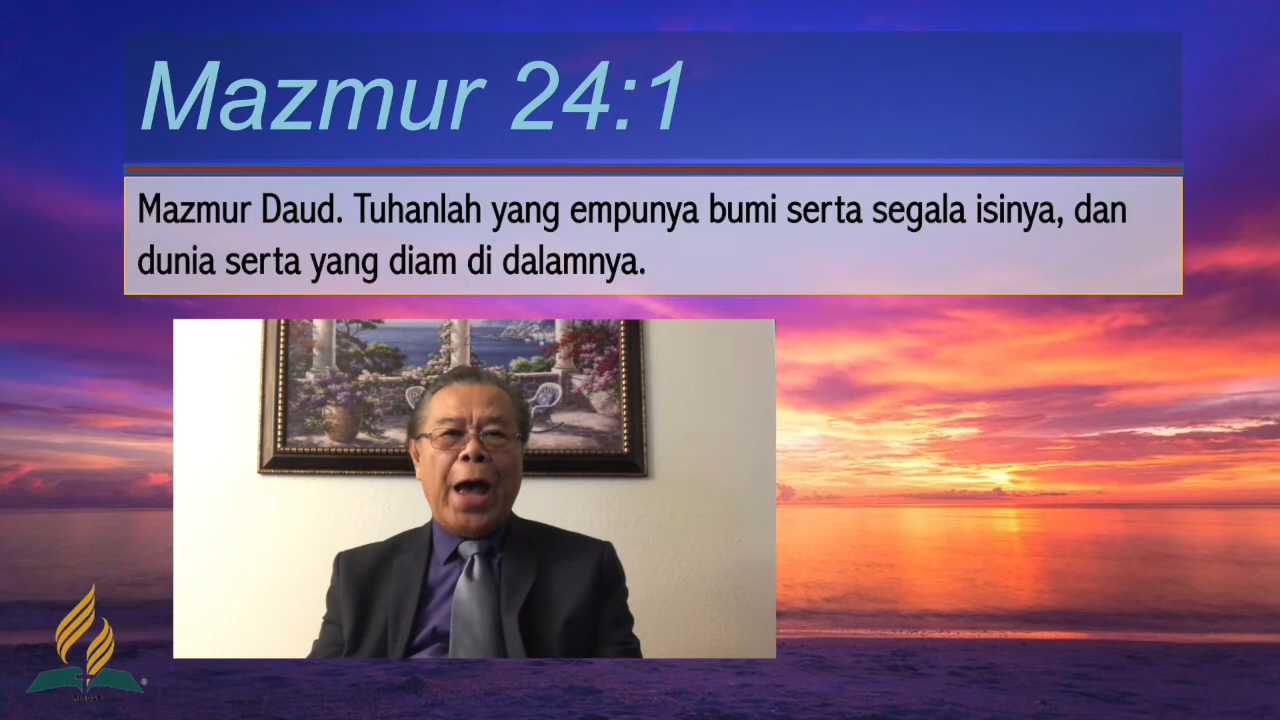 Mazmur 24:1
Mazmur Daud. Tuhanlah yang empunya bumi serta segala isinya, dan
dunia serta yang diam di dalamnya.